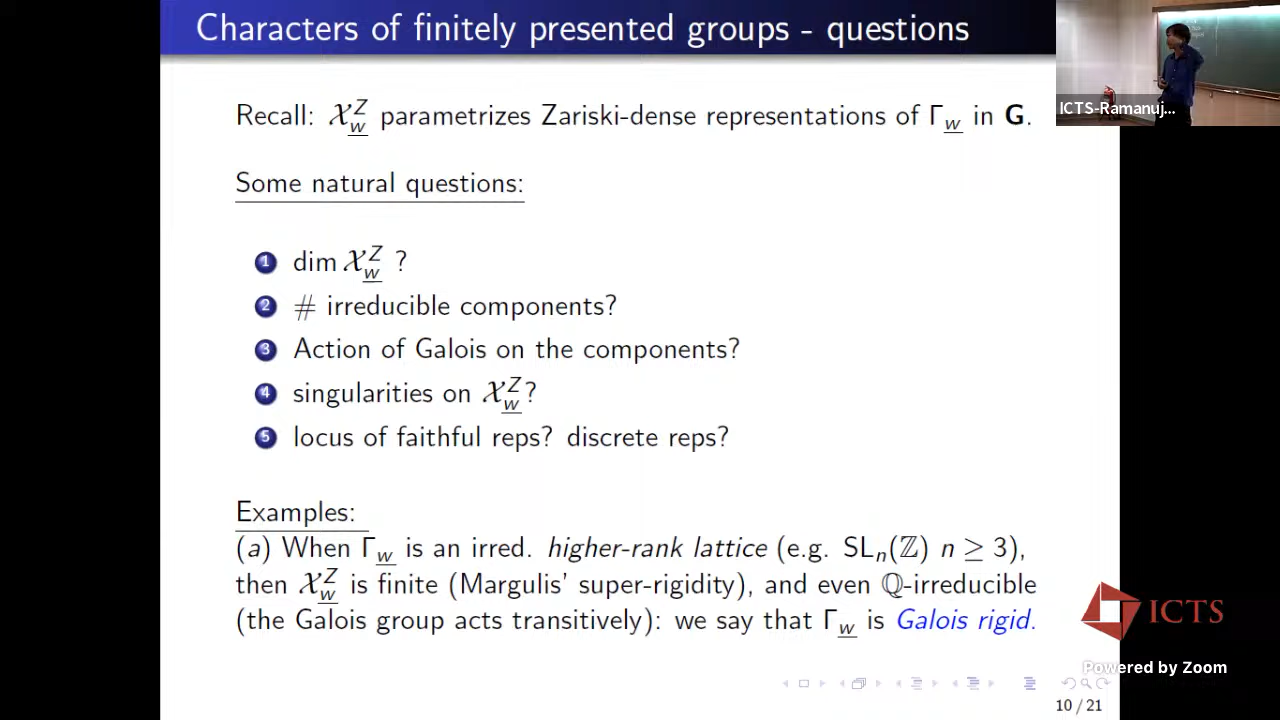 Characters of finitely presented groups - questions
ICTS-Ramanuj...
Recall: 𝒳_w^Z parametrizes Zariski-dense representations of Γ_w in G.
Some natural questions:
1 dim 𝒳_w^Z ?
2 # irreducible components?
3 Action of Galois on the components?
4 singularities on 𝒳_w^Z?
5 locus of faithful reps? discrete reps?
Examples:
(a) When Γ_w is an irred. higher-rank lattice (e.g. SL_n(ℤ) n ≥ 3),
then 𝒳_w^Z is finite (Margulis' super-rigidity), and even ℚ-irreducible
(the Galois group acts transitively): we say that Γ_w is Galois rigid.
ICTS
Powered by Zoom
10 / 21